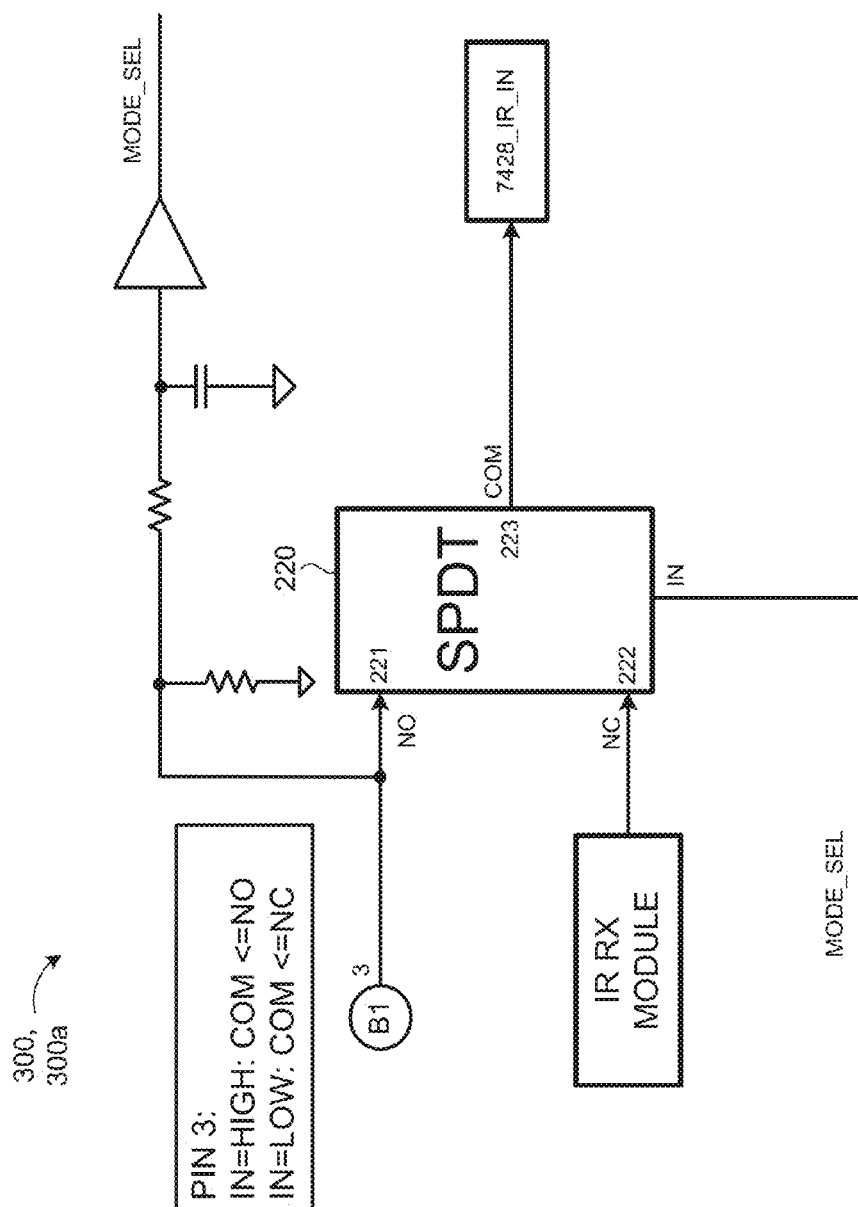 300,
300a
PIN 3:
IN=HIGH: COM <=NO
IN=LOW: COM <=NC
B1
3
MODE_SEL
NO
221
220
SPDT
223
COM
7428_IR_IN
IR RX
MODULE
NC
222
IN
MODE_SEL